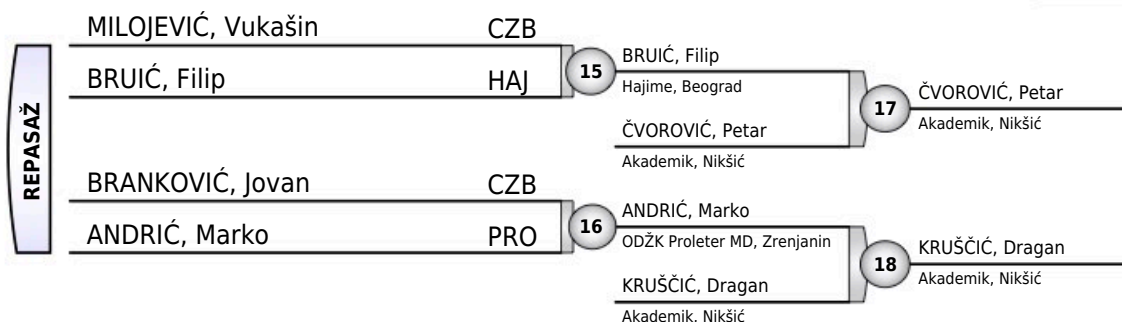 REPASAŽ
MILOJEVIĆ, Vukašin CZB
BRUIĆ, Filip HAJ
15
BRUIĆ, Filip
Hajime, Beograd
ČVOROVIĆ, Petar
Akademik, Nikšić
17
ČVOROVIĆ, Petar
Akademik, Nikšić
BRANKOVIĆ, Jovan CZB
ANDRIĆ, Marko PRO
16
ANDRIĆ, Marko
ODŽK Proleter MD, Zrenjanin
KRUŠČIĆ, Dragan
Akademik, Nikšić
18
KRUŠČIĆ, Dragan
Akademik, Nikšić